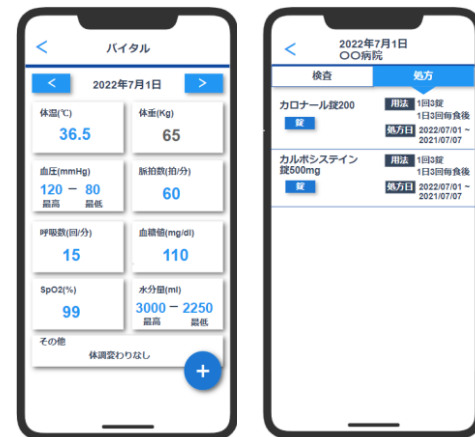 バイタル
2022年7月1日
体温(℃)
36.5
体重(Kg)
65
血圧(mmHg)
120 － 80
最高 最低
脈拍数(拍/分)
60
呼吸数(回/分)
15
血糖値(mg/dl)
110
SpO2(%)
99
水分量(ml)
3000 － 2250
最高 最低
その他
体調変わりなし
2022年7月1日
〇〇病院
検査
処方
カロナール錠200
錠
用法 1回3錠
1日3回毎食後
処方日 2022/07/01 ~
2021/07/07
カルボシステイン
錠500mg
錠
用法 1回3錠
1日3回毎食後
処方日 2022/07/01 ~
2021/07/07